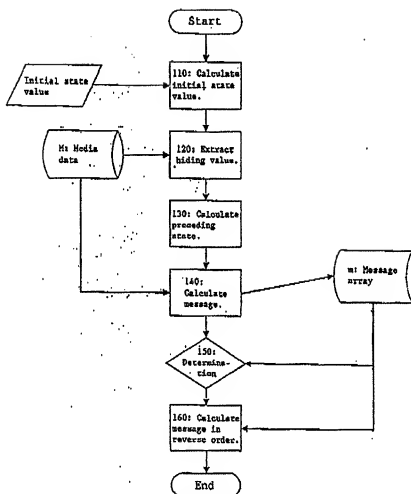 Start
Initial state
value
110: Calculate
initial state
value.
M: Media
data
120: Extract
hiding value.
130: Calculate
preceding
state.
140:
Calculate
message.
m: Message
array
150:
Determina-
tion
160: Calculate
message in
reverse order.
End